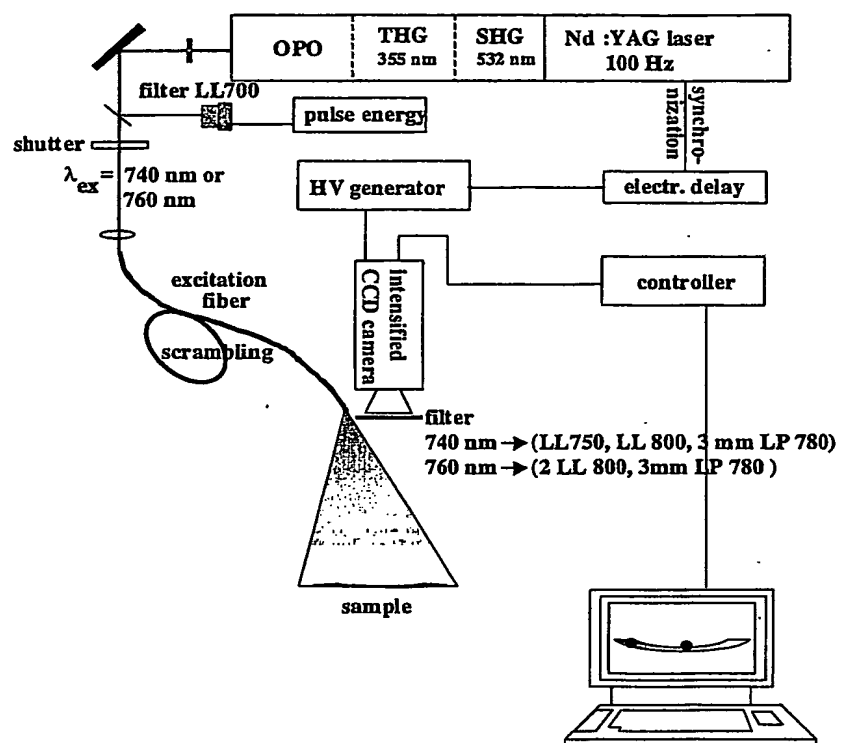 OPO
THG
355 nm
SHG
532 nm
Nd :YAG laser
100 Hz
filter LL700
pulse energy
synchro-
nization
shutter
λex= 740 nm or
760 nm
HV generator
electr. delay
excitation
fiber
scrambling
intensified
CCD camera
controller
filter
740 nm→(LL750, LL 800, 3 mm LP 780)
760 nm→(2 LL 800, 3mm LP 780 )
sample